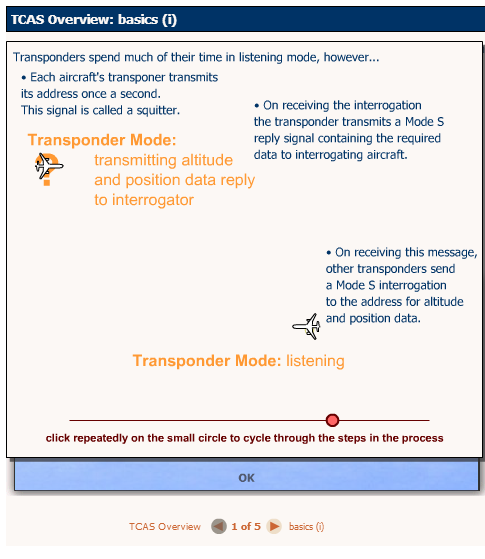 TCAS Overview: basics (i)
Transponders spend much of their time in listening mode, however...
• Each aircraft's transponer transmits
its address once a second.
This signal is called a squitter.
• On receiving the interrogation
the transponder transmits a Mode S
reply signal containing the required
data to interrogating aircraft.
Transponder Mode:
transmitting altitude
and position data reply
to interrogator
?
• On receiving this message,
other transponders send
a Mode S interrogation
to the address for altitude
and position data.
Transponder Mode: listening
click repeatedly on the small circle to cycle through the steps in the process
OK
TCAS Overview 1 of 5 basics (i)